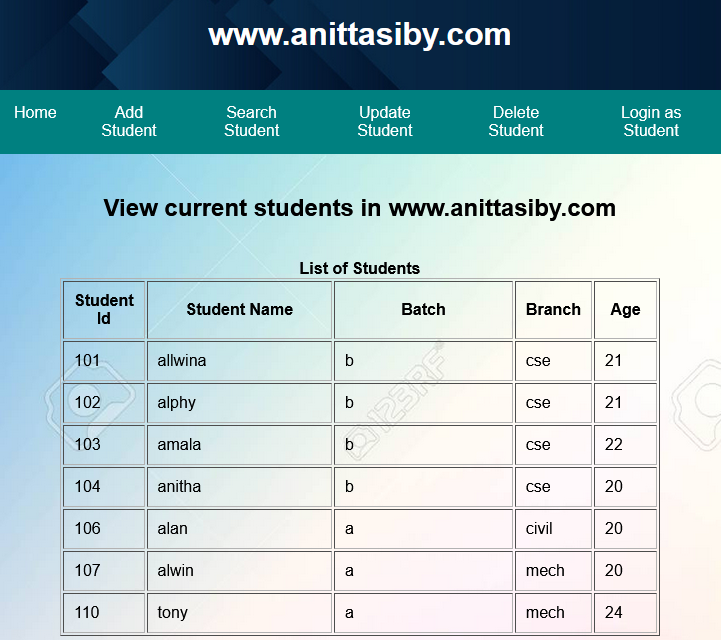 www.anittasiby.com
Home Add Student Search Student Update Student Delete Student Login as Student
View current students in www.anittasiby.com
List of Students
Student Id Student Name Batch Branch Age
101 allwina b cse 21
102 alphy b cse 21
103 amala b cse 22
104 anitha b cse 20
106 alan a civil 20
107 alwin a mech 20
110 tony a mech 24
123RF